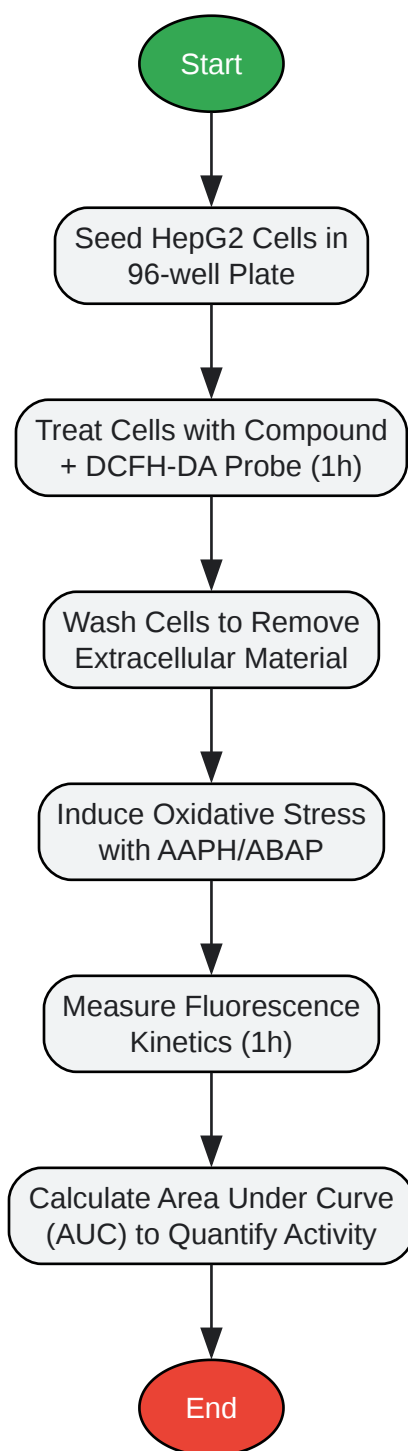 Start
Seed HepG2 Cells in
96-well Plate
Treat Cells with Compound
+ DCFH-DA Probe (1h)
Wash Cells to Remove
Extracellular Material
Induce Oxidative Stress
with AAPH/ABAP
Measure Fluorescence
Kinetics (1h)
Calculate Area Under Curve
(AUC) to Quantify Activity
End